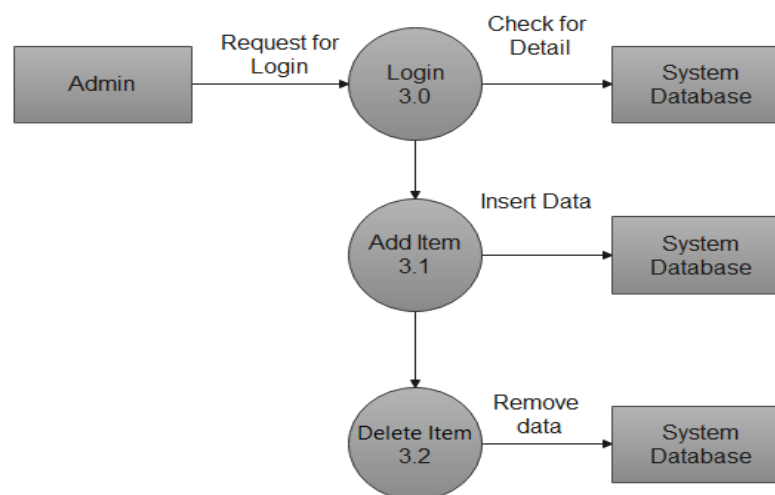 Request for
Login
Check for
Detail
Admin
Login
3.0
System
Database
Insert Data
Add Item
3.1
System
Database
Remove
data
Delete Item
3.2
System
Database